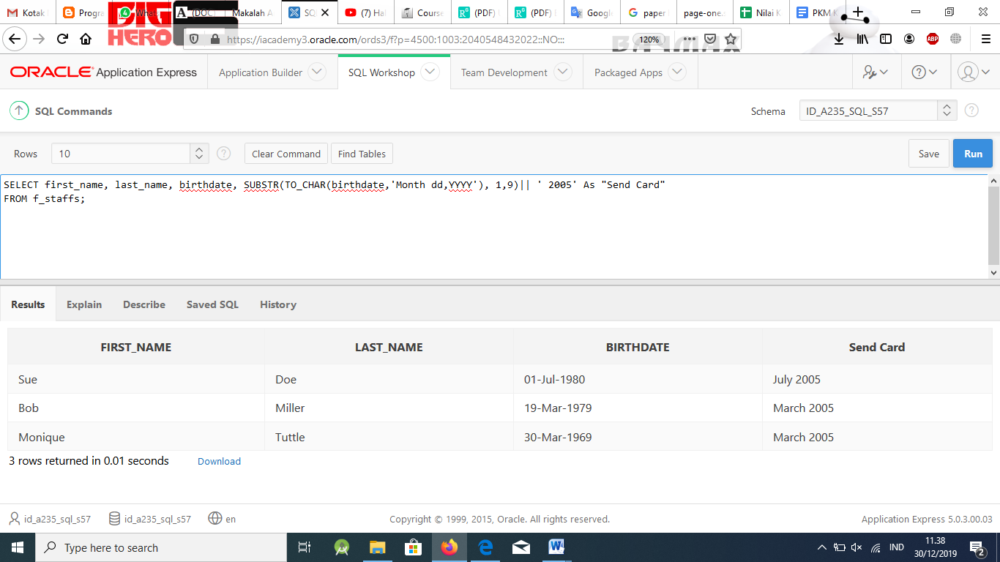 Kotak
Progra
4 What
A (DOC)
Makalah A
SQ
(7) Ha
Course
(PDF)
(PDF)
Google
paper
page-one.
Nilai K
PKM K
BIG
HERO
BAYMAX
https://iacademy3.oracle.com/ords3/f?p=4500:1003:2040548432022::NO:::
120%
ABP
ORACLE® Application Express
Application Builder
SQL Workshop
Team Development
Packaged Apps
SQL Commands
Schema
ID_A235_SQL_S57
Rows
10
Clear Command
Find Tables
Save
Run
SELECT first_name, last_name, birthdate, SUBSTR(TO_CHAR(birthdate,'Month dd,YYYY'), 1,9)|| ' 2005' As "Send Card"
FROM f_staffs;
Results Explain Describe Saved SQL History
FIRST_NAME LAST_NAME BIRTHDATE Send Card
Sue Doe 01-Jul-1980 July 2005
Bob Miller 19-Mar-1979 March 2005
Monique Tuttle 30-Mar-1969 March 2005
3 rows returned in 0.01 seconds Download
id_a235_sql_s57 id_a235_sql_s57 en
Copyright © 1999, 2015, Oracle. All rights reserved.
Application Express 5.0.3.00.03
Type here to search
IND
11.38
30/12/2019
2